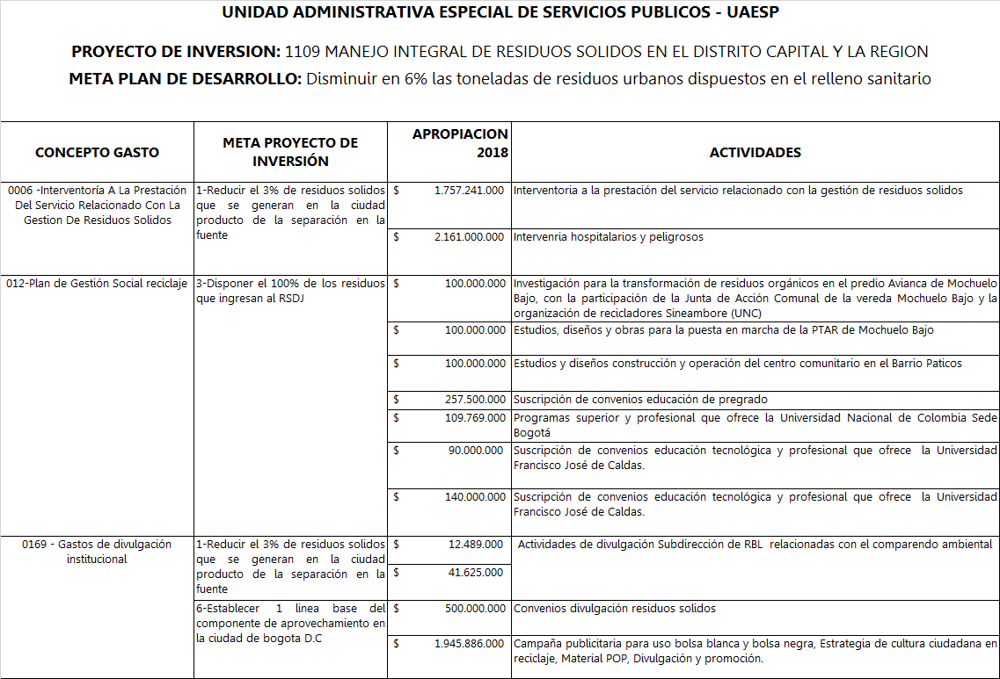 UNIDAD ADMINISTRATIVA ESPECIAL DE SERVICIOS PUBLICOS - UAESP
PROYECTO DE INVERSION: 1109 MANEJO INTEGRAL DE RESIDUOS SOLIDOS EN EL DISTRITO CAPITAL Y LA REGION
META PLAN DE DESARROLLO: Disminuir en 6% las toneladas de residuos urbanos dispuestos en el relleno sanitario
CONCEPTO GASTO
META PROYECTO DE
INVERSIÓN
APROPIACION
2018
ACTIVIDADES
0006 -Interventoría A La Prestación
Del Servicio Relacionado Con La
Gestion De Residuos Solidos
1-Reducir el 3% de residuos solidos
que se generan en la ciudad
producto de la separación en la
fuente
$ 1.757.241.000
Interventoria a la prestación del servicio relacionado con la gestión de residuos solidos
$ 2.161.000.000
Intervenria hospitalarios y peligrosos
012-Plan de Gestión Social reciclaje
3-Disponer el 100% de los residuos
que ingresan al RSDJ
$ 100.000.000
Investigación para la transformación de residuos orgánicos en el predio Avianca de Mochuelo
Bajo, con la participación de la Junta de Acción Comunal de la vereda Mochuelo Bajo y la
organización de recicladores Sineambore (UNC)
$ 100.000.000
Estudios, diseños y obras para la puesta en marcha de la PTAR de Mochuelo Bajo
$ 100.000.000
Estudios y diseños construcción y operación del centro comunitario en el Barrio Paticos
$ 257.500.000
Suscripción de convenios educación de pregrado
$ 109.769.000
Programas superior y profesional que ofrece la Universidad Nacional de Colombia Sede
Bogotá
$ 90.000.000
Suscripción de convenios educación tecnológica y profesional que ofrece la Universidad
Francisco José de Caldas.
$ 140.000.000
Suscripción de convenios educación tecnológica y profesional que ofrece la Universidad
Francisco José de Caldas.
0169 - Gastos de divulgación
institucional
1-Reducir el 3% de residuos solidos
que se generan en la ciudad
producto de la separación en la
fuente
$ 12.489.000
Actividades de divulgación Subdirección de RBL relacionadas con el comparendo ambiental
$ 41.625.000
6-Establecer 1 linea base del
componente de aprovechamiento en
la ciudad de bogota D.C
$ 500.000.000
Convenios divulgación residuos solidos
$ 1.945.886.000
Campaña publicitaria para uso bolsa blanca y bolsa negra, Estrategia de cultura ciudadana en
reciclaje, Material POP, Divulgación y promoción.